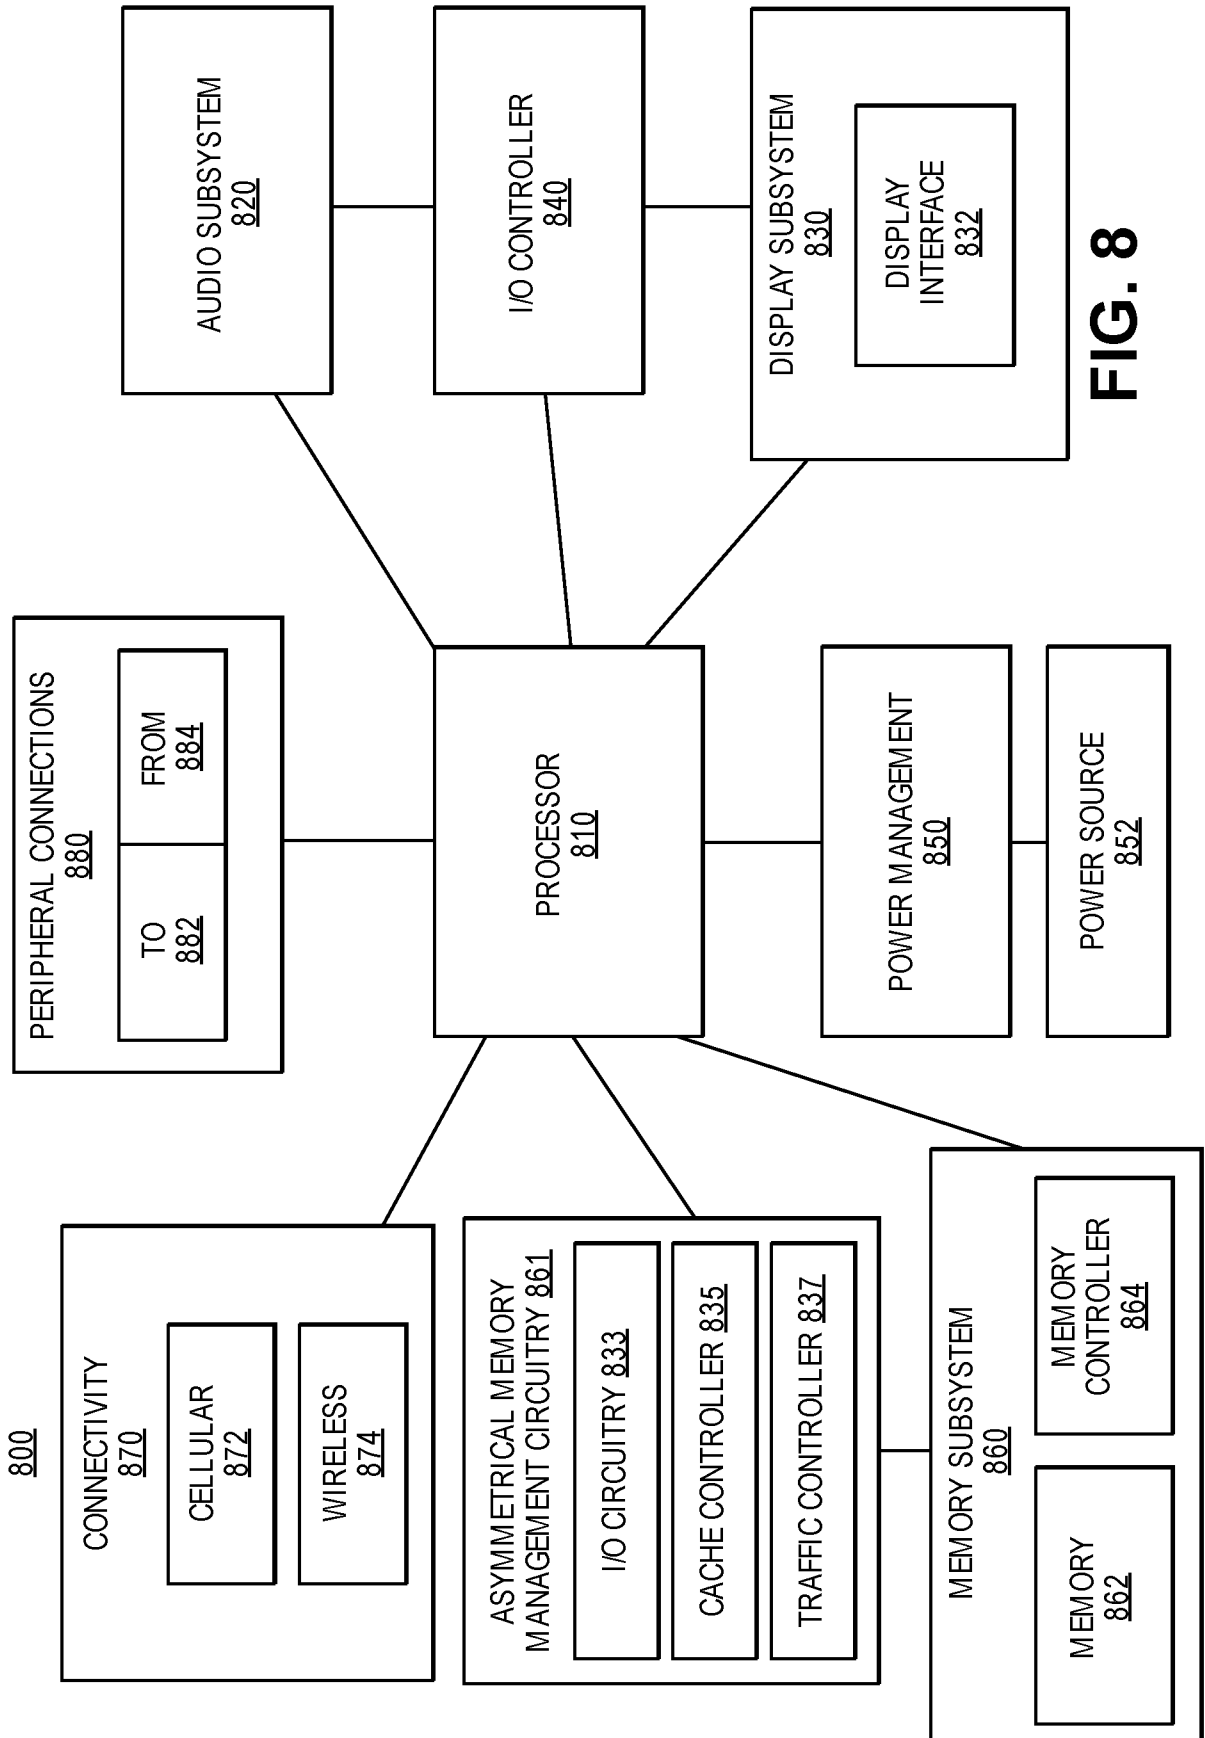 800
CONNECTIVITY
870
CELLULAR
872
WIRELESS
874
PERIPHERAL CONNECTIONS
880
TO
882
FROM
884
AUDIO SUBSYSTEM
820
ASYMMETRICAL MEMORY
MANAGEMENT CIRCUITRY 861
I/O CIRCUITRY 833
CACHE CONTROLLER 835
TRAFFIC CONTROLLER 837
PROCESSOR
810
I/O CONTROLLER
840
MEMORY SUBSYSTEM
860
MEMORY
862
MEMORY
CONTROLLER
864
POWER MANAGEMENT
850
POWER SOURCE
852
DISPLAY SUBSYSTEM
830
DISPLAY
INTERFACE
832
FIG. 8